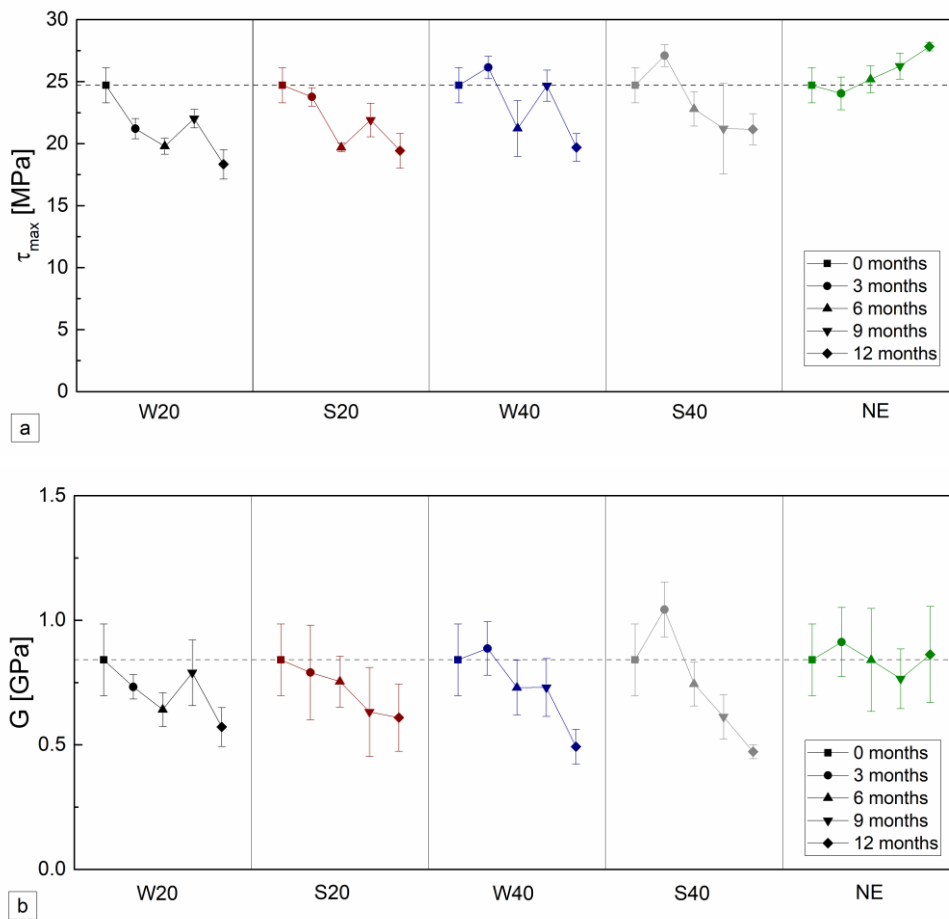 30
25
20
15
10
5
0
τmax [MPa]
0 months
3 months
6 months
9 months
12 months
W20 S20 W40 S40 NE
a
1.5
1.0
0.5
0.0
G [GPa]
0 months
3 months
6 months
9 months
12 months
W20 S20 W40 S40 NE
b